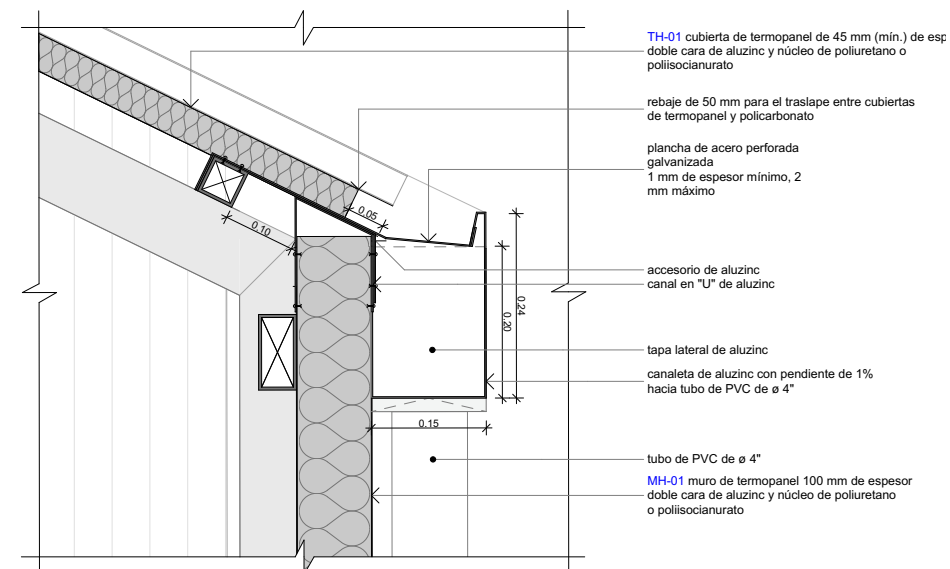 TH-01 cubierta de termopanel de 45 mm (mín.) de esp
doble cara de aluzinc y núcleo de poliuretano o
poliisocianurato
rebaje de 50 mm para el traslape entre cubiertas
de termopanel y policarbonato
plancha de acero perforada
galvanizada
1 mm de espesor mínimo, 2
mm máximo
0.05
0.10
accesorio de aluzinc
canal en "U" de aluzinc
0.24
0.20
tapa lateral de aluzinc
canaleta de aluzinc con pendiente de 1%
hacia tubo de PVC de ø 4"
0.15
tubo de PVC de ø 4"
MH-01 muro de termopanel 100 mm de espesor
doble cara de aluzinc y núcleo de poliuretano
o poliisocianurato